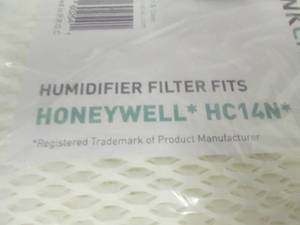 HUMIDIFIER FILTER FITS
HONEYWELL* HC14N*
*Registered Trademark of Product Manufacturer